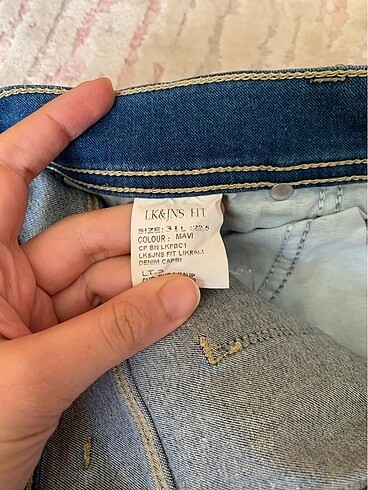 LK&JNS FIT
SIZE: 31 L :22,5
COLOUR: MAVI
CP BN LKFBC1
LK&JNS FIT LIKRALI
DENIM CAPRI
LT-3